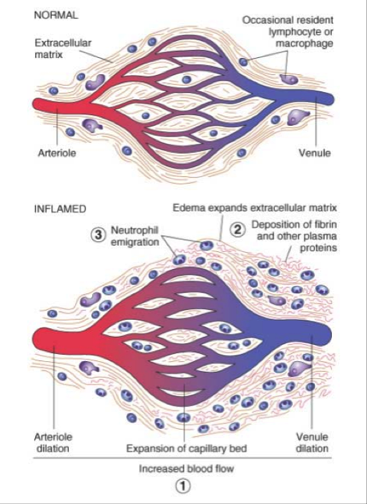 NORMAL
Occasional resident
lymphocyte or
macrophage
Extracellular
matrix
Arteriole
Venule
INFLAMED
Edema expands extracellular matrix
3 Neutrophil
emigration
2 Deposition of fibrin
and other plasma
proteins
Arteriole
dilation
Expansion of capillary bed
Venule
dilation
Increased blood flow
1